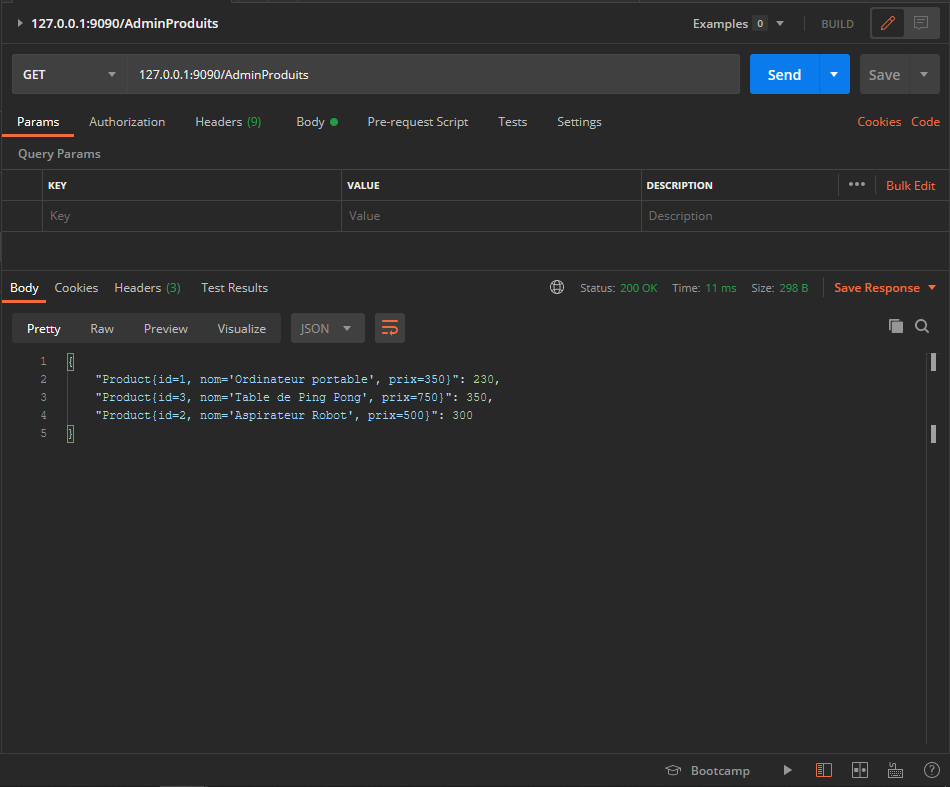 127.0.0.1:9090/AdminProduits Examples 0 BUILD
GET 127.0.0.1:9090/AdminProduits Send Save
Params Authorization Headers (9) Body Pre-request Script Tests Settings Cookies Code
Query Params
KEY VALUE DESCRIPTION ••• Bulk Edit
Key Value Description
Body Cookies Headers (3) Test Results Status: 200 OK Time: 11 ms Size: 298 B Save Response
Pretty Raw Preview Visualize JSON
1 {
2 "Product{id=1, nom='Ordinateur portable', prix=350}": 230,
3 "Product{id=3, nom='Table de Ping Pong', prix=750}": 350,
4 "Product{id=2, nom='Aspirateur Robot', prix=500}": 300
5 }
Bootcamp ?